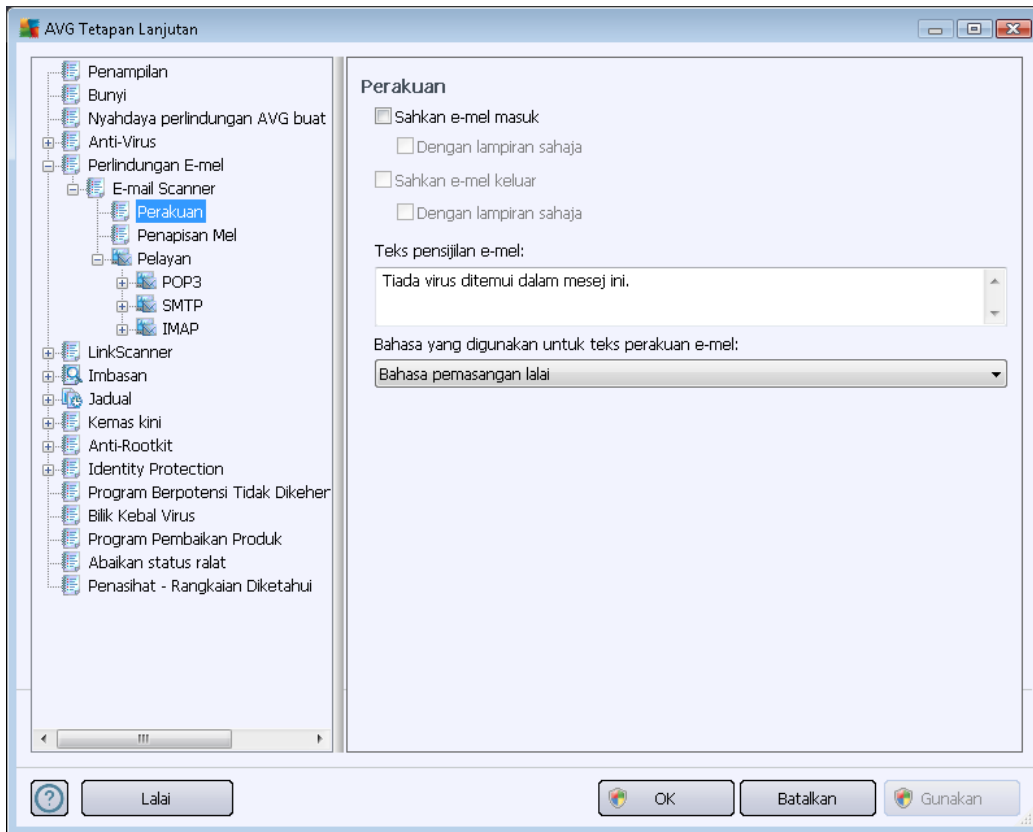 AVG Tetapan Lanjutan
Penampilan
Bunyi
Nyahdaya perlindungan AVG buat
Anti-Virus
Perlindungan E-mel
E-mail Scanner
Perakuan
Penapisan Mel
Pelayan
POP3
SMTP
IMAP
LinkScanner
Imbasan
Jadual
Kemas kini
Anti-Rootkit
Identity Protection
Program Berpotensi Tidak Dikeher
Bilik Kebal Virus
Program Pembaikan Produk
Abaikan status ralat
Penasihat - Rangkaian Diketahui
Perakuan
Sahkan e-mel masuk
Dengan lampiran sahaja
Sahkan e-mel keluar
Dengan lampiran sahaja
Teks pensijilan e-mel:
Tiada virus ditemui dalam mesej ini.
Bahasa yang digunakan untuk teks perakuan e-mel:
Bahasa pemasangan lalai
Lalai
OK
Batalkan
Gunakan